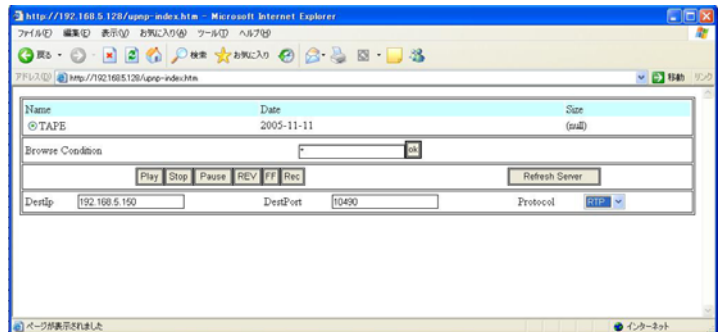 http://192.168.5.128/upnp-index.htm - Microsoft Internet Explorer
ファイル(F) 編集(E) 表示(V) お気に入り(A) ツール(T) ヘルプ(H)
戻る 検索 お気に入り
アドレス(D) http://192.168.5.128/upnp-index.htm 移動 リンク
Name Date Size
TAPE 2005-11-11 (null)
Browse Condition * ok
Play Stop Pause REV FF Rec Refresh Server
DestIp 192.168.5.150 DestPort 10490 Protocol RTP
ページが表示されました インターネット